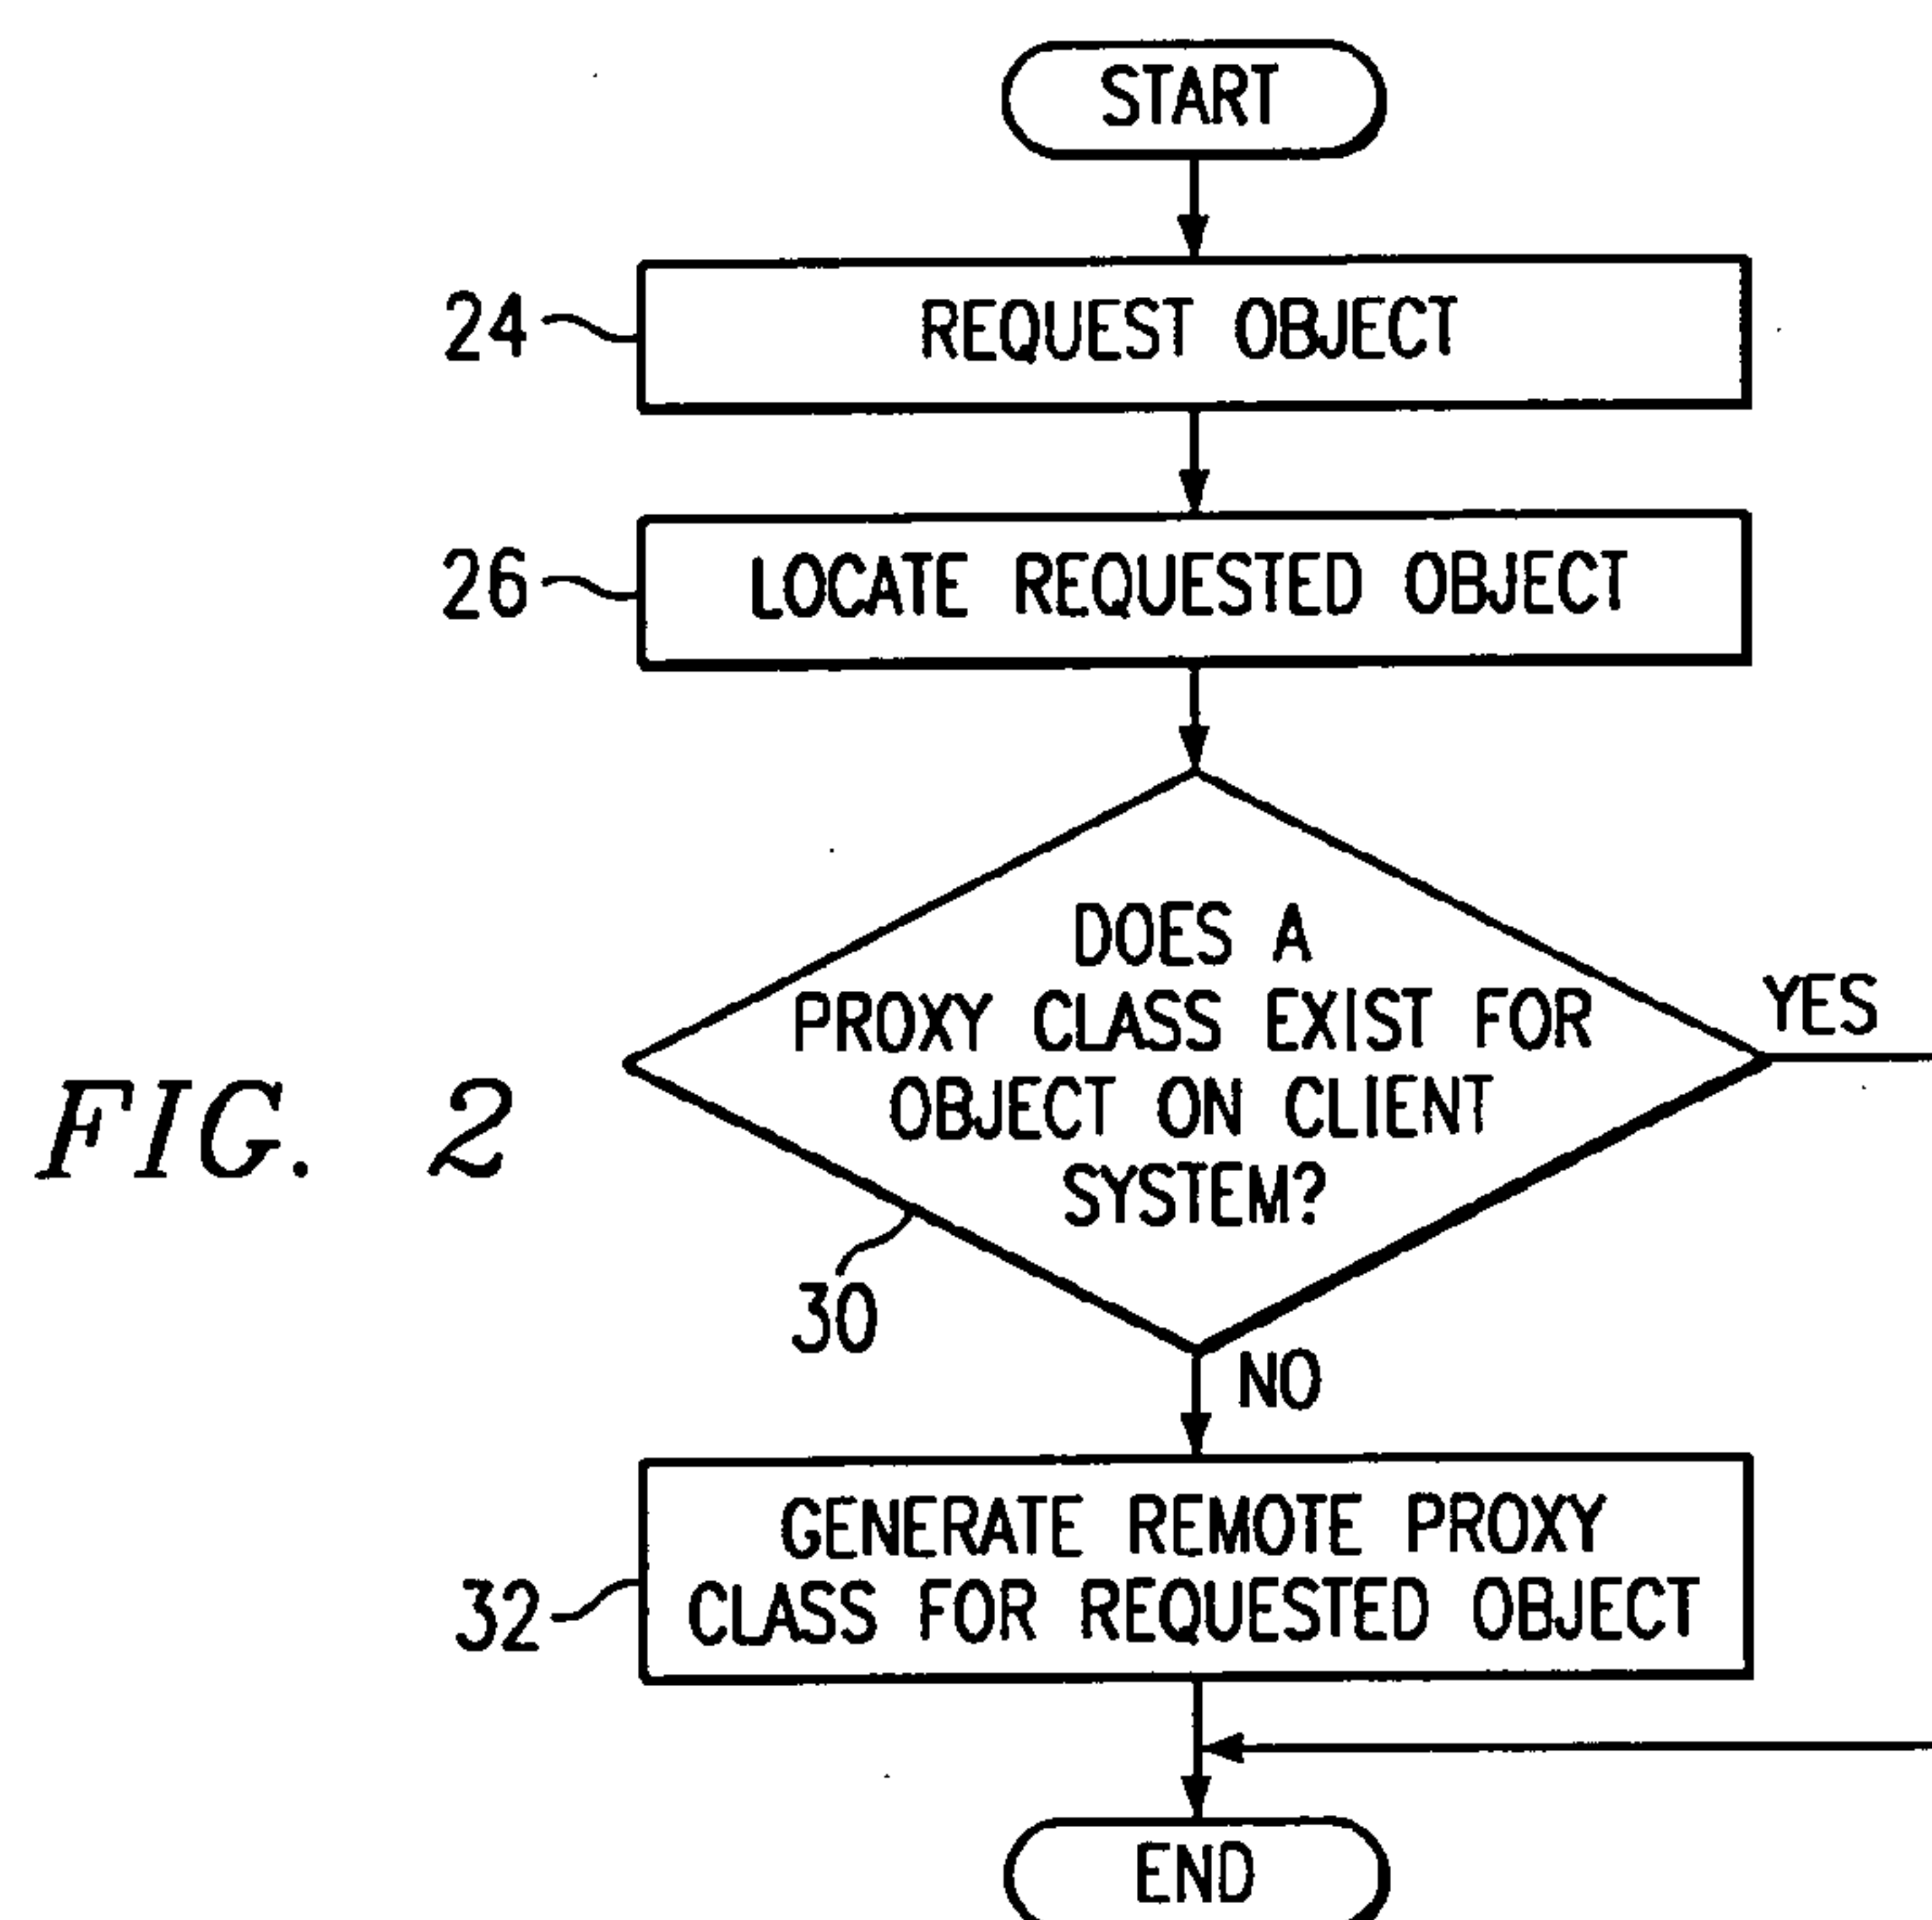 START
24
REQUEST OBJECT
26
LOCATE REQUESTED OBJECT
DOES A
PROXY CLASS EXIST FOR
OBJECT ON CLIENT
SYSTEM?
YES
FIG. 2
30
NO
32
GENERATE REMOTE PROXY
CLASS FOR REQUESTED OBJECT
END